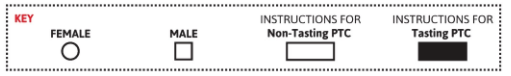 KEY
FEMALE
MALE
INSTRUCTIONS FOR
Non-Tasting PTC
INSTRUCTIONS FOR
Tasting PTC